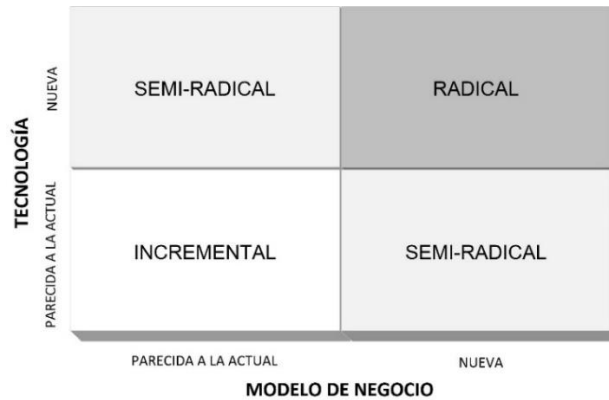 TECNOLOGÍA
NUEVA
PARECIDA A LA ACTUAL
SEMI-RADICAL
RADICAL
INCREMENTAL
SEMI-RADICAL
PARECIDA A LA ACTUAL
NUEVA
MODELO DE NEGOCIO